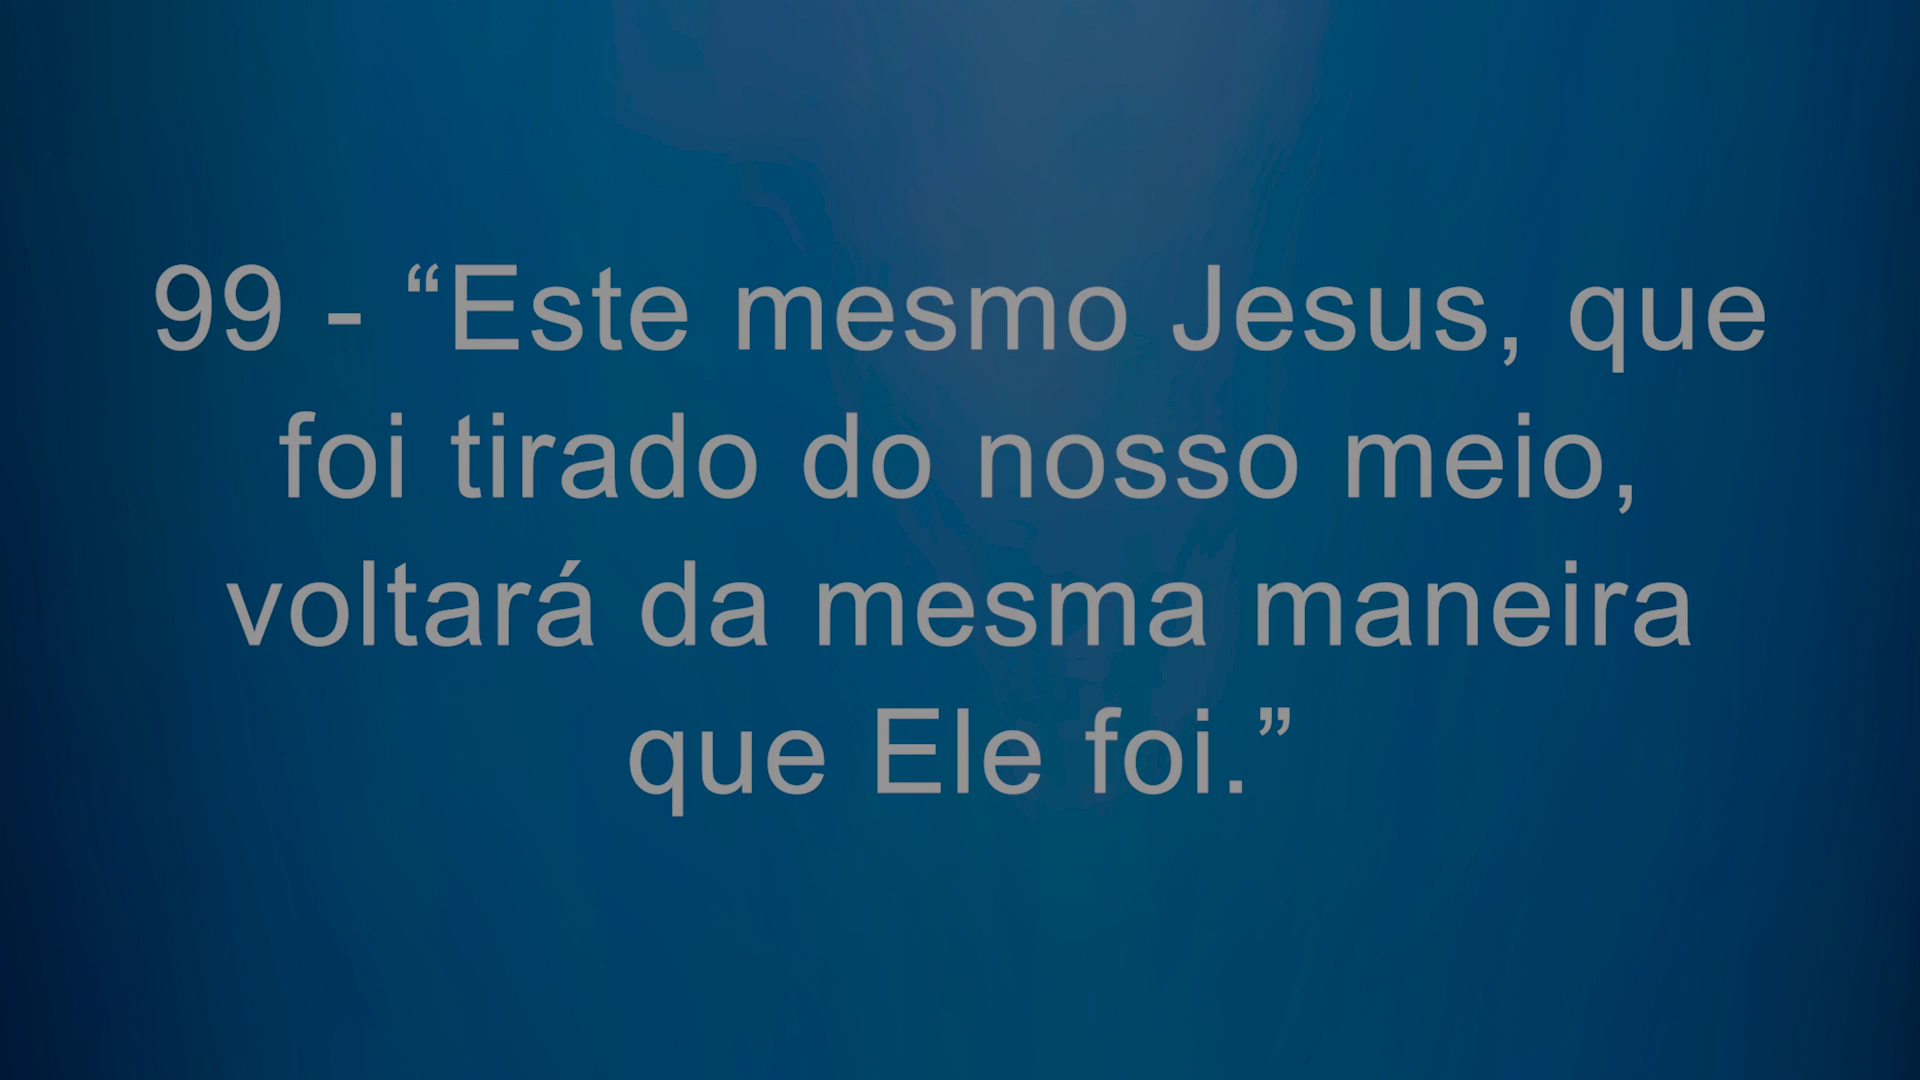 99 - “Este mesmo Jesus, que
foi tirado do nosso meio,
voltará da mesma maneira
que Ele foi.”